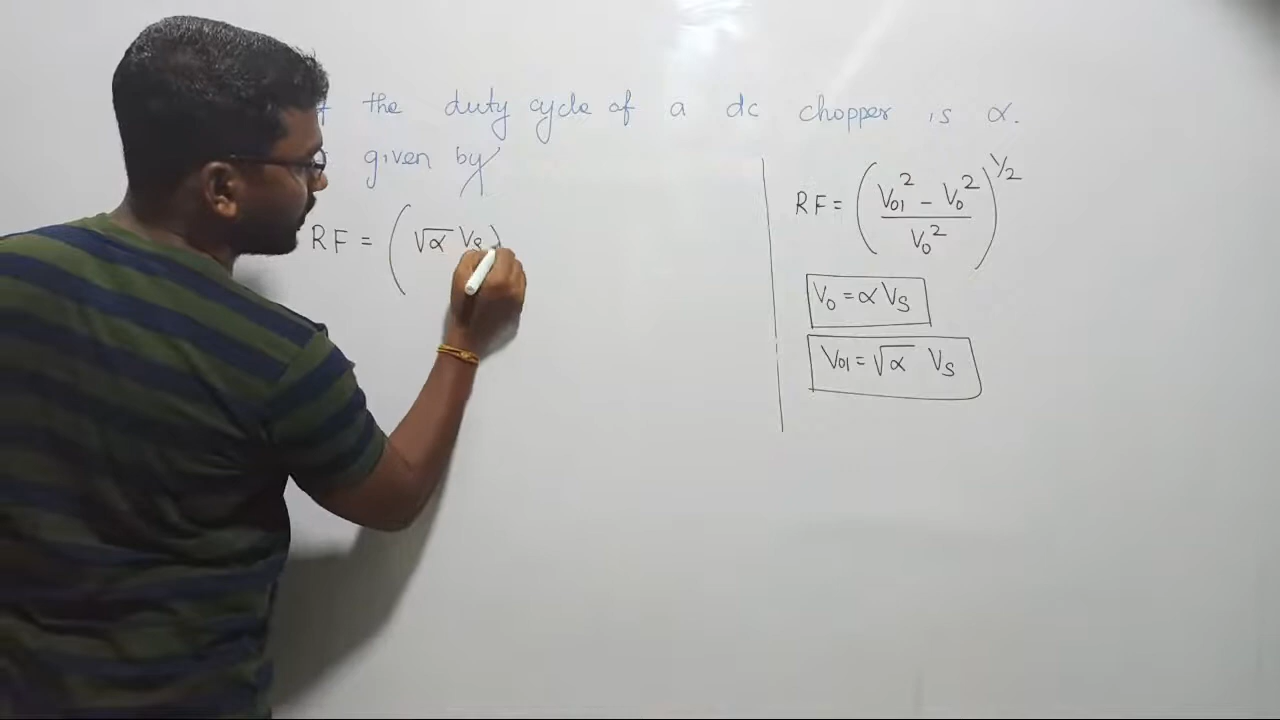 the duty cycle of a dc chopper is α.
given by
RF = ( √α Vs )
RF = ( (V01² - V0²) / V0² )^1/2
V0 = α Vs
V01 = √α Vs